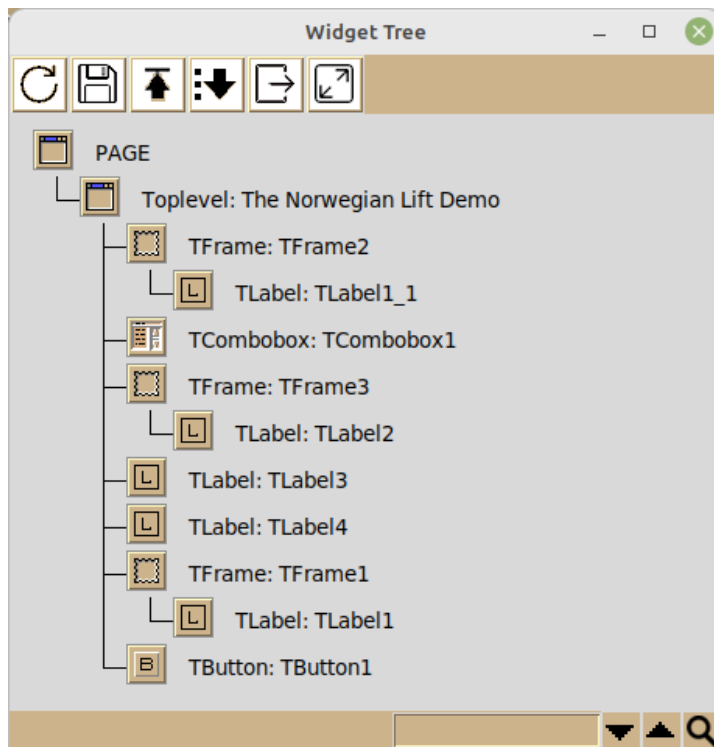 Widget Tree
PAGE
Toplevel: The Norwegian Lift Demo
TFrame: TFrame2
L TLabel: TLabel1_1
TCombobox: TCombobox1
TFrame: TFrame3
L TLabel: TLabel2
L TLabel: TLabel3
L TLabel: TLabel4
TFrame: TFrame1
L TLabel: TLabel1
B TButton: TButton1